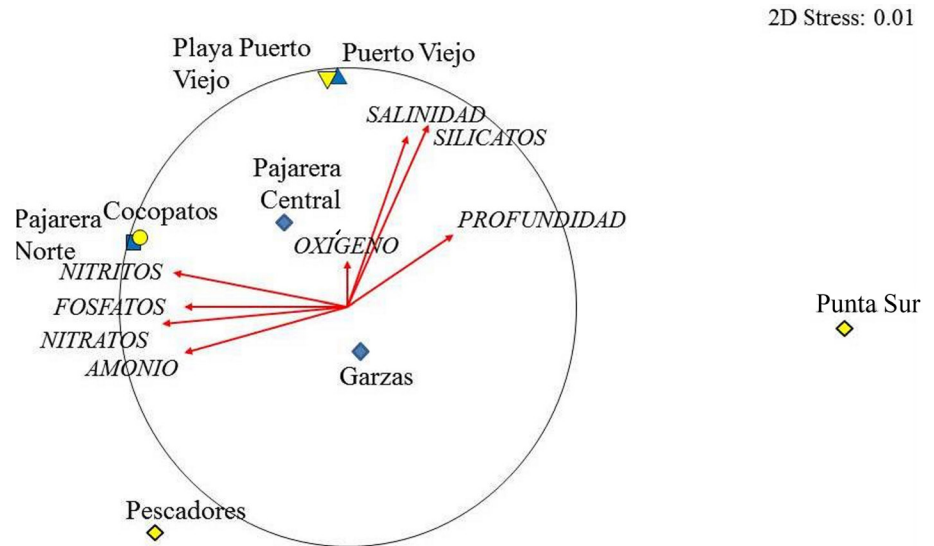 2D Stress: 0.01
Playa Puerto
Viejo
Puerto Viejo
SALINIDAD
SILICATOS
Pajarera
Central
PROFUNDIDAD
OXÍGENO
Cocopatos
Pajarera
Norte
NITRITOS
FOSFATOS
NITRATOS
AMONIO
Garzas
Punta Sur
Pescadores